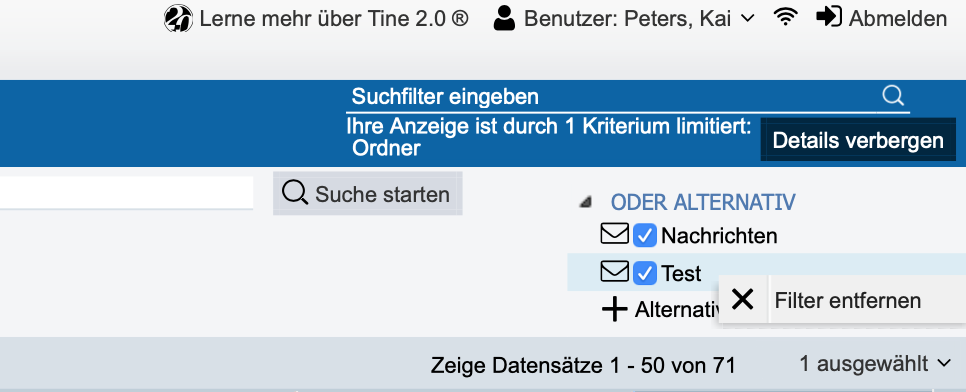 Lerne mehr über Tine 2.0 ® Benutzer: Peters, Kai Abmelden
Suchfilter eingeben
Ihre Anzeige ist durch 1 Kriterium limitiert:
Ordner
Details verbergen
Suche starten
ODER ALTERNATIV
Nachrichten
Test
Filter entfernen
Zeige Datensätze 1 - 50 von 71 1 ausgewählt